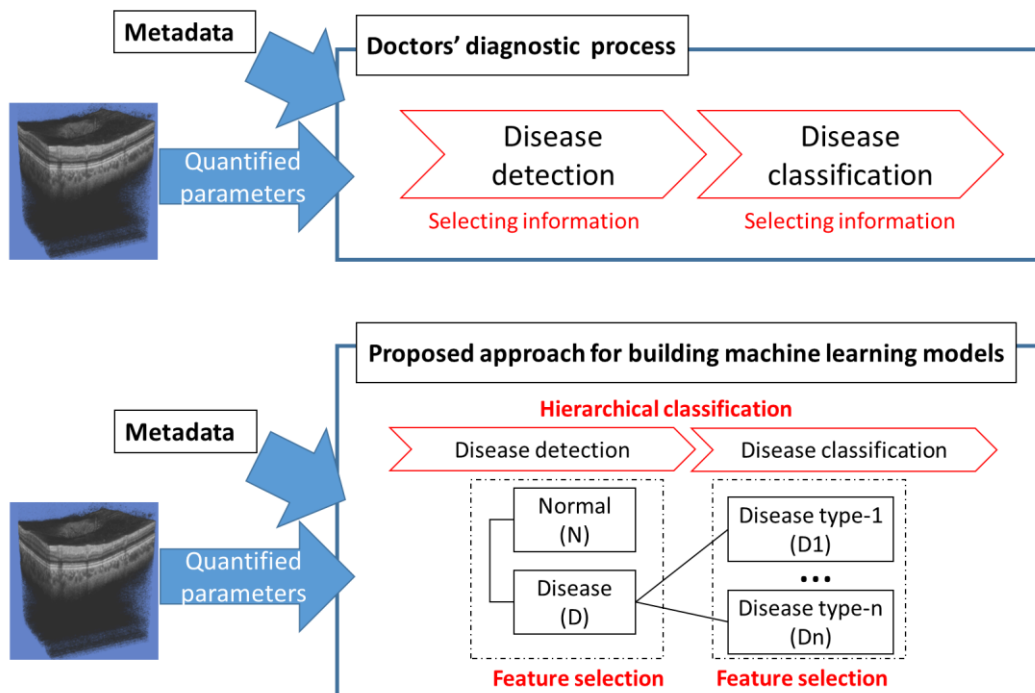 Metadata
Doctors' diagnostic process
Quantified
parameters
Disease
detection
Disease
classification
Selecting information
Selecting information
Proposed approach for building machine learning models
Hierarchical classification
Metadata
Disease detection
Disease classification
Quantified
parameters
Normal
(N)
Disease
(D)
Disease type-1
(D1)
...
Disease type-n
(Dn)
Feature selection
Feature selection